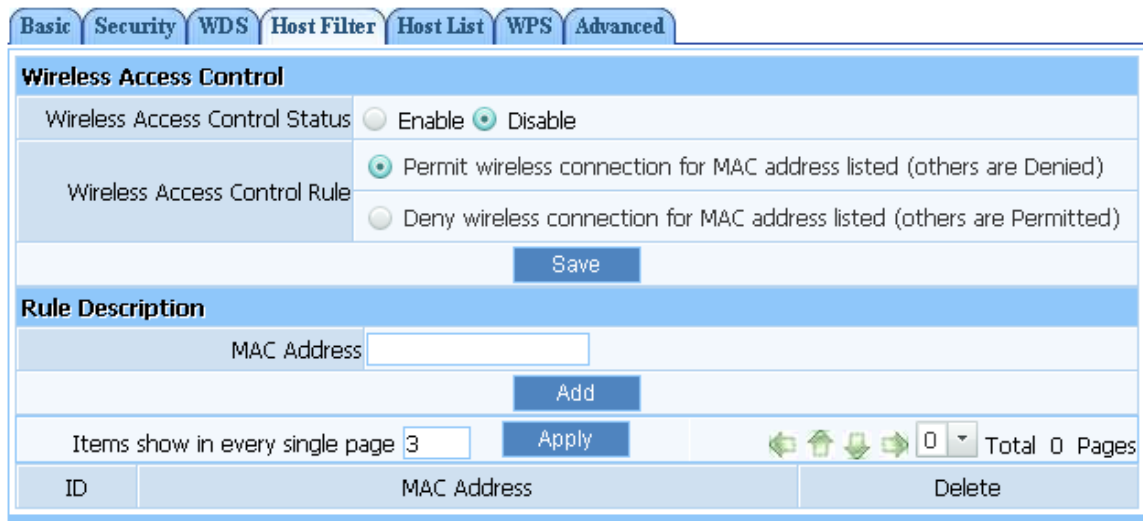 Basic Security WDS Host Filter Host List WPS Advanced
Wireless Access Control
Wireless Access Control Status Enable Disable
Wireless Access Control Rule
Permit wireless connection for MAC address listed (others are Denied)
Deny wireless connection for MAC address listed (others are Permitted)
Save
Rule Description
MAC Address
Add
Items show in every single page 3 Apply 0 Total 0 Pages
ID MAC Address Delete